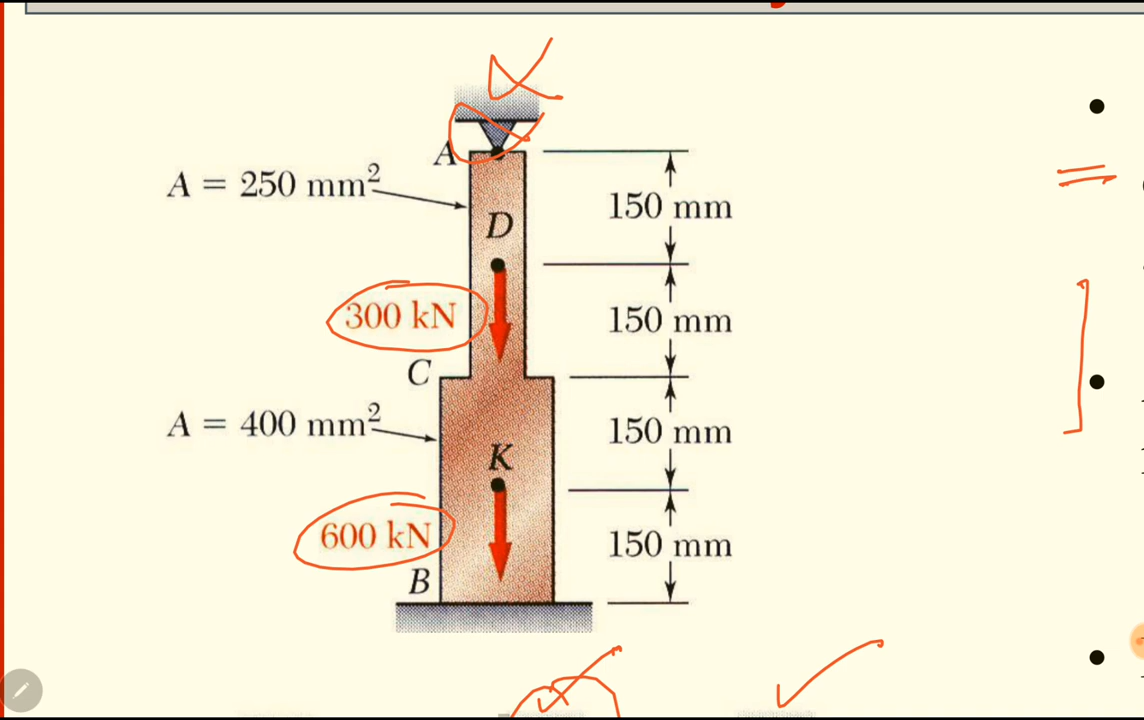 A
A = 250 mm²
150 mm
D
300 kN
150 mm
C
A = 400 mm²
150 mm
K
600 kN
150 mm
B